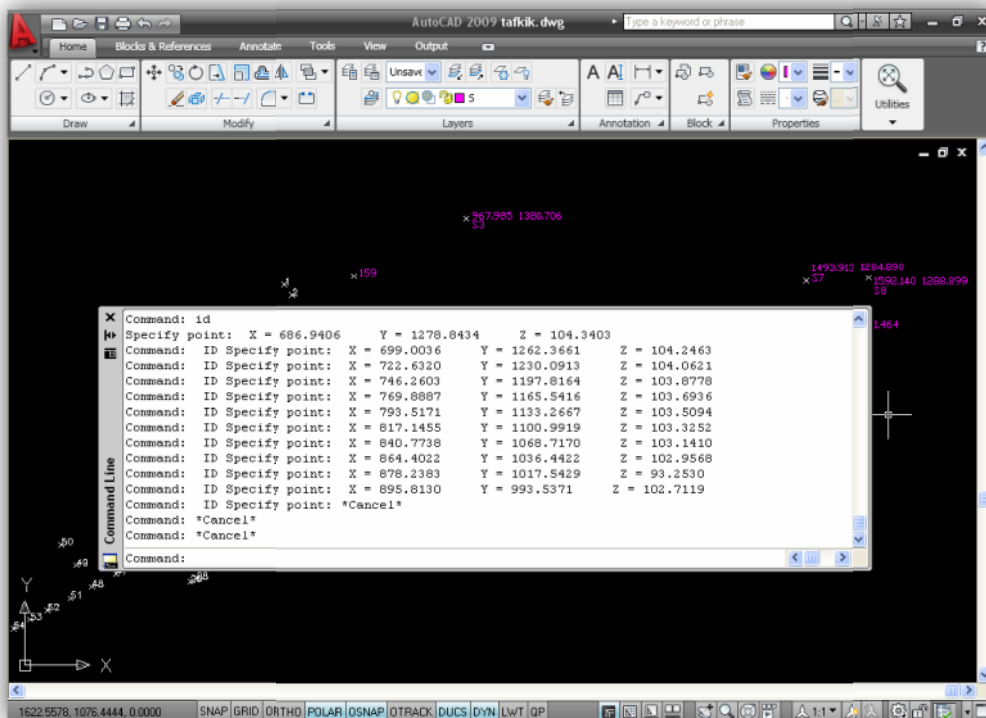 AutoCAD 2009 tafkik.dwg
Type a keyword or phrase
Home Blocks & References Annotate Tools View Output
Unsave
5
Utilities
Draw Modify Layers Annotation Block Properties
967.985 1380.706
S3
159
1
2
1493.912 1284.890
S7
1592.140 1288.899
S8
1.464
Command: id
Specify point: X = 686.9406 Y = 1278.8434 Z = 104.3403
Command: ID Specify point: X = 699.0036 Y = 1262.3661 Z = 104.2463
Command: ID Specify point: X = 722.6320 Y = 1230.0913 Z = 104.0621
Command: ID Specify point: X = 746.2603 Y = 1197.8164 Z = 103.8778
Command: ID Specify point: X = 769.8887 Y = 1165.5416 Z = 103.6936
Command: ID Specify point: X = 793.5171 Y = 1133.2667 Z = 103.5094
Command: ID Specify point: X = 817.1455 Y = 1100.9919 Z = 103.3252
Command: ID Specify point: X = 840.7738 Y = 1068.7170 Z = 103.1410
Command: ID Specify point: X = 864.4022 Y = 1036.4422 Z = 102.9568
Command: ID Specify point: X = 878.2383 Y = 1017.5429 Z = 93.2530
Command: ID Specify point: X = 895.8130 Y = 993.5371 Z = 102.7119
Command: ID Specify point: *Cancel*
Command: *Cancel*
Command: *Cancel*
Command:
Command Line
50
49
48
51
52
53
54
Y
X
1622.5578, 1076.4444, 0.0000 SNAP GRID ORTHO POLAR OSNAP OTRACK DUCS DYN LWT QP 1:1